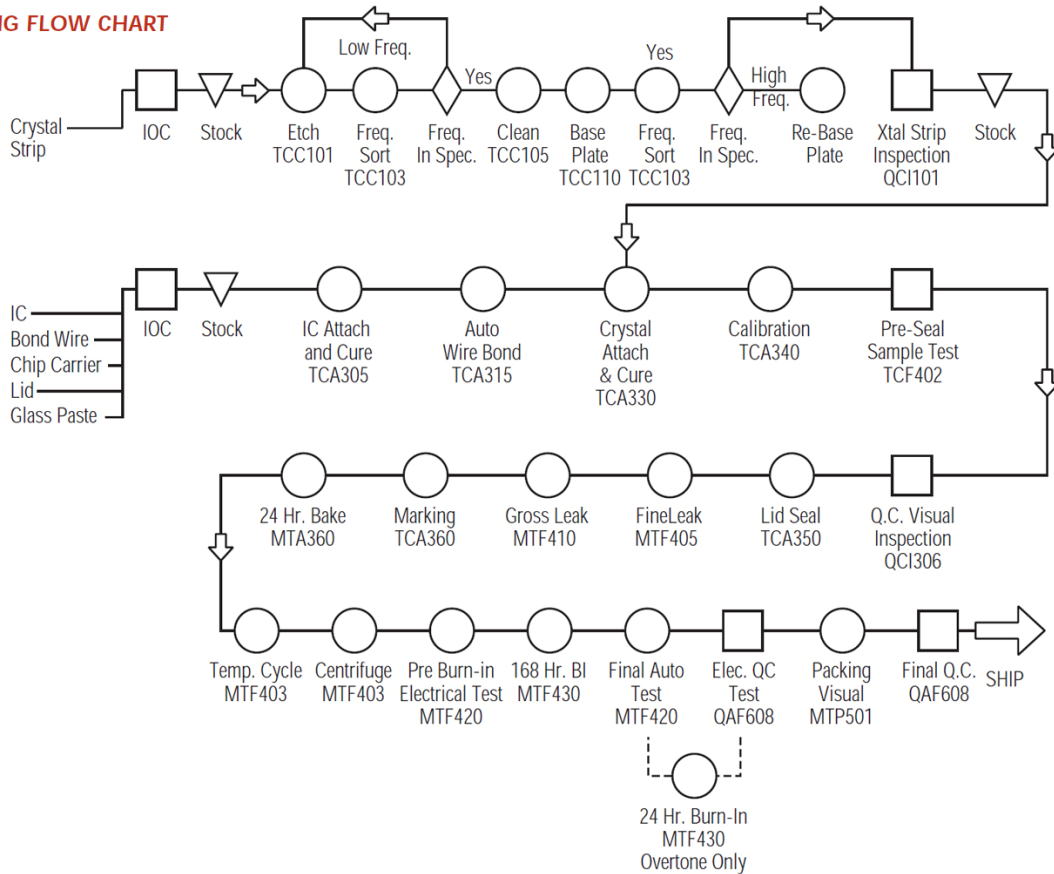 NG FLOW CHART
Low Freq.
Yes
Yes
High
Freq.
Crystal
Strip
IOC
Stock
Etch
TCC101
Freq.
Sort
TCC103
Freq.
In Spec.
Clean
TCC105
Base
Plate
TCC110
Freq.
Sort
TCC103
Freq.
In Spec.
Re-Base
Plate
Xtal Strip
Inspection
QCI101
Stock
IC
Bond Wire
Chip Carrier
Lid
Glass Paste
IOC
Stock
IC Attach
and Cure
TCA305
Auto
Wire Bond
TCA315
Crystal
Attach
& Cure
TCA330
Calibration
TCA340
Pre-Seal
Sample Test
TCF402
24 Hr. Bake
MTA360
Marking
TCA360
Gross Leak
MTF410
FineLeak
MTF405
Lid Seal
TCA350
Q.C. Visual
Inspection
QCI306
Temp. Cycle
MTF403
Centrifuge
MTF403
Pre Burn-in
Electrical Test
MTF420
168 Hr. BI
MTF430
Final Auto
Test
MTF420
Elec. QC
Test
QAF608
Packing
Visual
MTP501
Final Q.C.
QAF608
SHIP
24 Hr. Burn-In
MTF430
Overtone Only